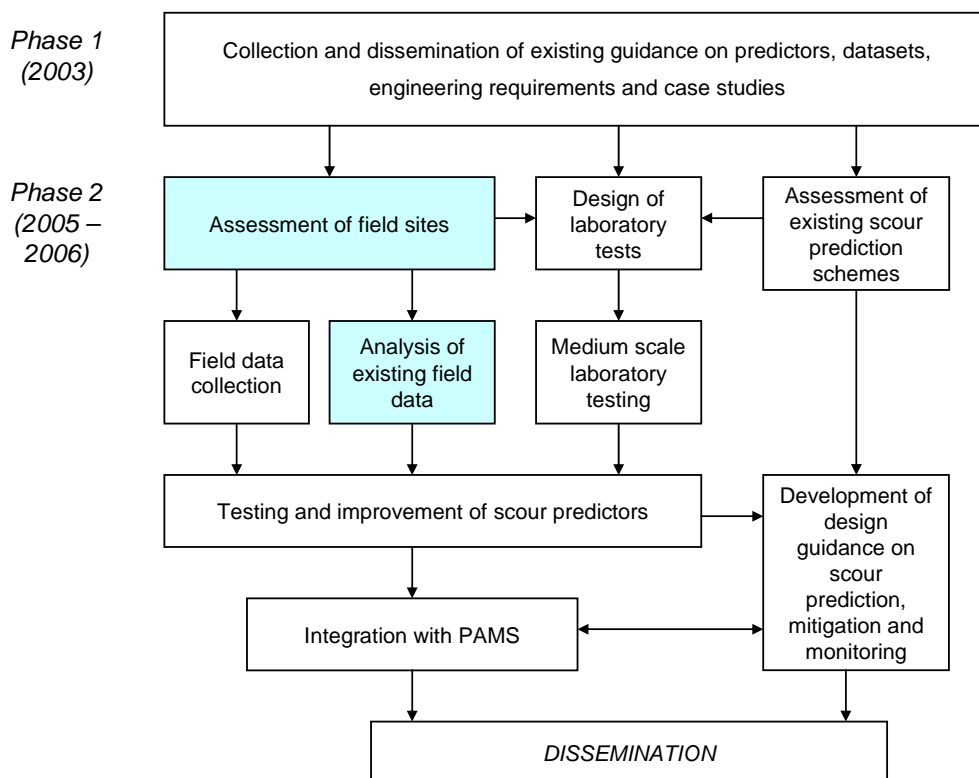 Phase 1
(2003)
Collection and dissemination of existing guidance on predictors, datasets,
engineering requirements and case studies
Phase 2
(2005 –
2006)
Assessment of field sites
Design of
laboratory
tests
Assessment of
existing scour
prediction
schemes
Field data
collection
Analysis of
existing field
data
Medium scale
laboratory
testing
Testing and improvement of scour predictors
Development of
design
guidance on
scour
prediction,
mitigation and
monitoring
Integration with PAMS
DISSEMINATION